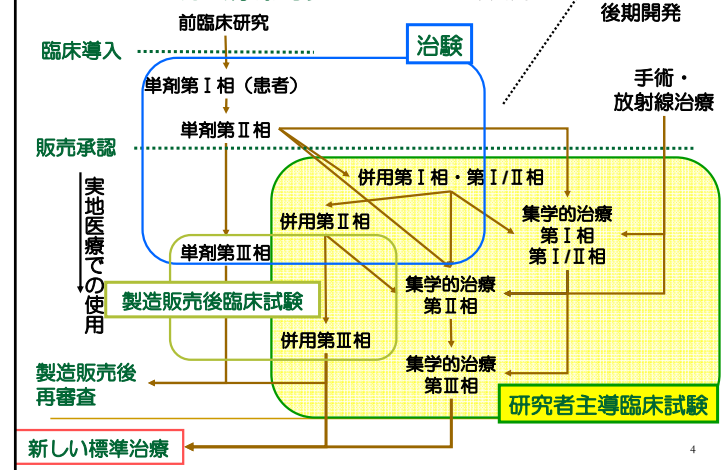 後期開発
前臨床研究
臨床導入
治験
単剤第Ⅰ相（患者）
手術・
放射線治療
単剤第Ⅱ相
販売承認
併用第Ⅰ相・第Ⅰ/Ⅱ相
実地医療での使用
併用第Ⅱ相
集学的治療
第Ⅰ相
第Ⅰ/Ⅱ相
単剤第Ⅲ相
集学的治療
第Ⅱ相
製造販売後臨床試験
併用第Ⅲ相
集学的治療
第Ⅲ相
製造販売後
再審査
研究者主導臨床試験
新しい標準治療
4